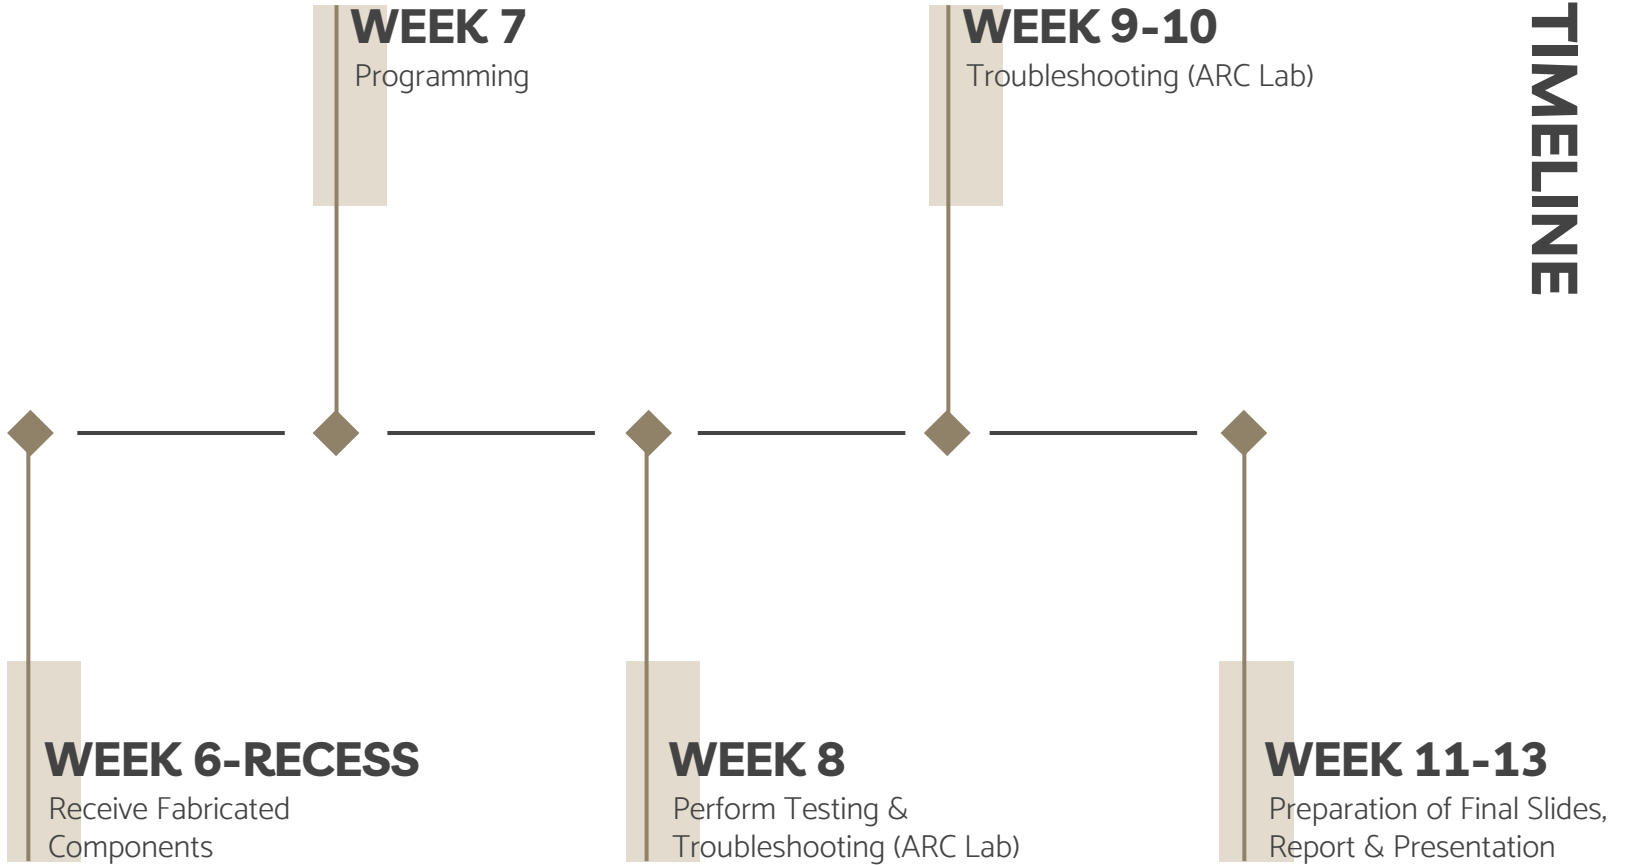 TIMELINE
WEEK 6-RECESS
Receive Fabricated
Components
WEEK 7
Programming
WEEK 8
Perform Testing &
Troubleshooting (ARC Lab)
WEEK 9-10
Troubleshooting (ARC Lab)
WEEK 11-13
Preparation of Final Slides,
Report & Presentation